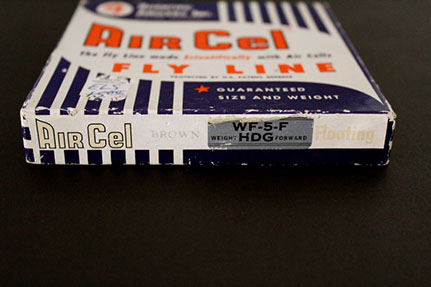 AIR CEL
The Fly Line made Scientifically with Air Cells
FLY LINE
PROTECTED BY U.S. PATENT
★ GUARANTEED
SIZE AND WEIGHT
AIR CEL
BROWN
WF-5-F
WEIGHT HDG FORWARD
Floating